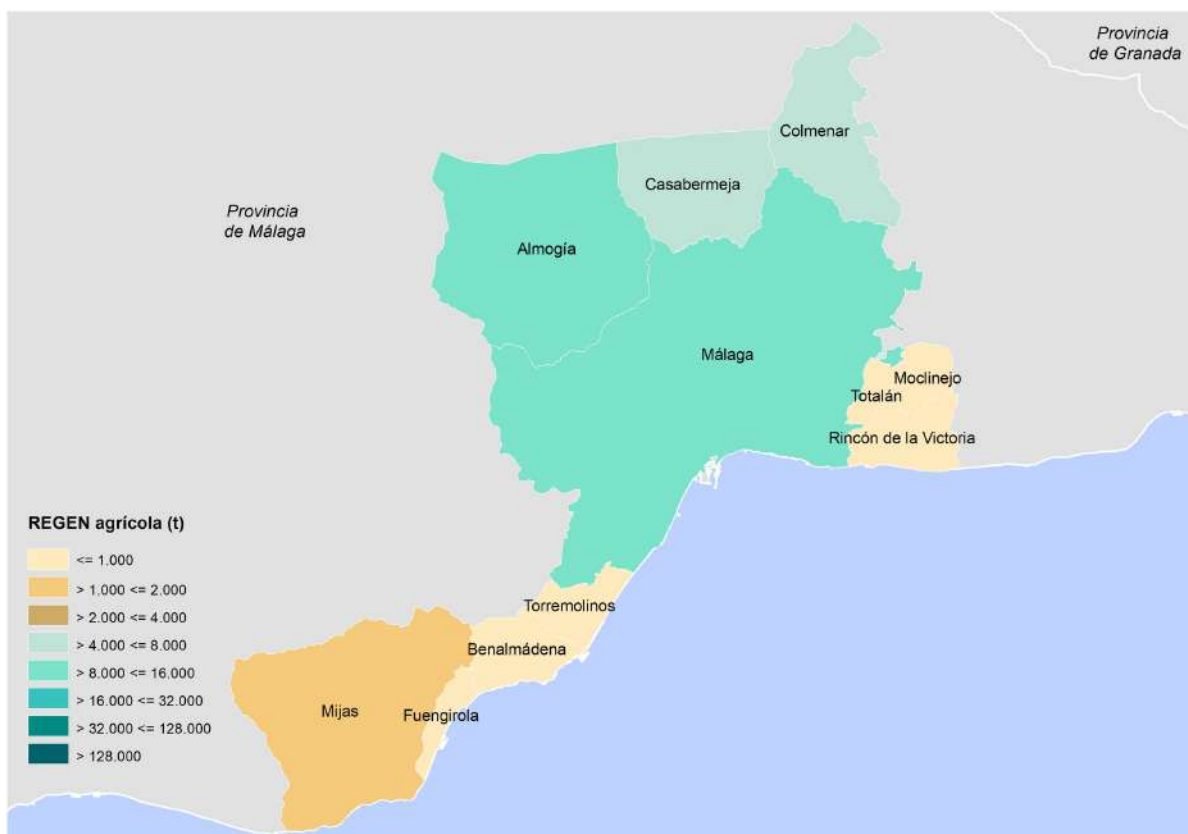 Provincia
de Granada
Colmenar
Casabermeja
Provincia
de Málaga
Almogía
Málaga
Moclinejo
Totalán
Rincón de la Victoria
Torremolinos
Benalmádena
Mijas
Fuengirola
REGEN agrícola (t)
<= 1.000
> 1.000 <= 2.000
> 2.000 <= 4.000
> 4.000 <= 8.000
> 8.000 <= 16.000
> 16.000 <= 32.000
> 32.000 <= 128.000
> 128.000